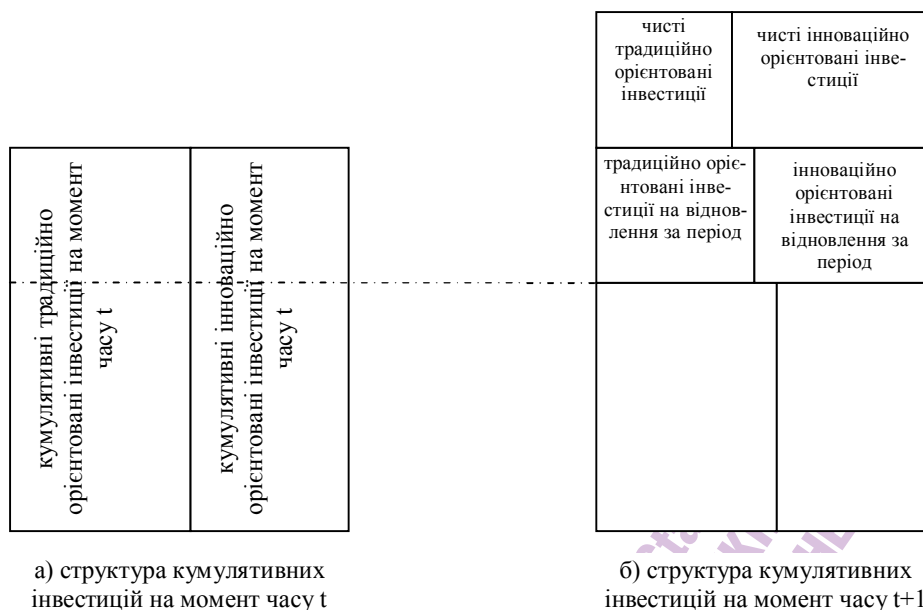 чисті
традиційно
орієнтовані
інвестиції
чисті інноваційно
орієнтовані інве-
стиції
кумулятивні традиційно
орієнтовані інвестиції на момент
часу t
кумулятивні інноваційно
орієнтовані інвестиції на момент
часу t
традиційно оріє-
нтовані інве-
стиції на віднов-
лення за період
інноваційно
орієнтовані
інвестиції на
відновлення за
період
а) структура кумулятивних
інвестицій на момент часу t
б) структура кумулятивних
інвестицій на момент часу t+1